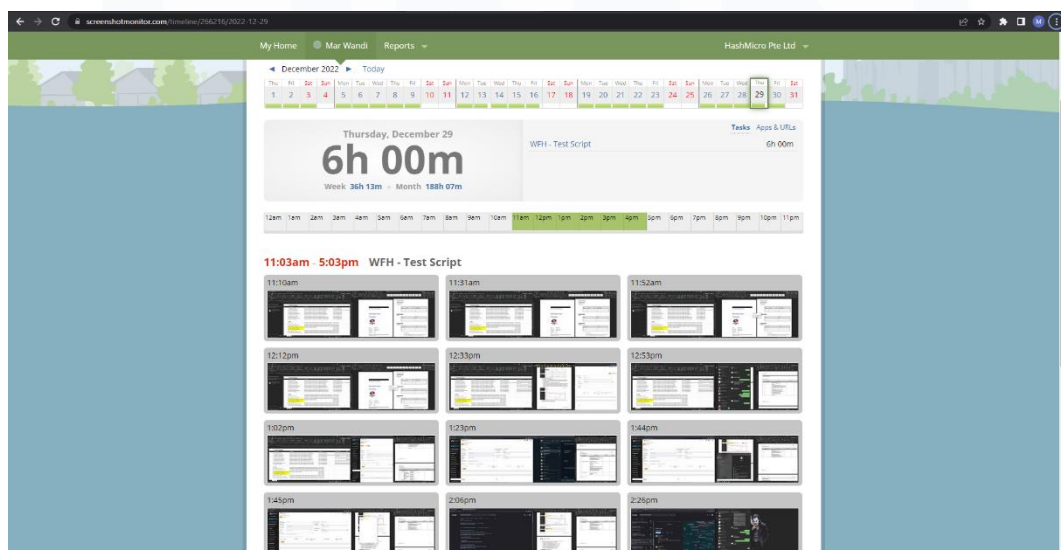 screenshotmonitor.com/timeline/266216/2022-12-29
My Home Mar Wandi Reports HashMicro Pte Ltd
December 2022 Today
Thu Fri Sat Sun Mon Tue Wed Thu Fri Sat Sun Mon Tue Wed Thu Fri Sat Sun Mon Tue Wed Thu Fri Sat Sun Mon Tue Wed Thu Fri Sat
1 2 3 4 5 6 7 8 9 10 11 12 13 14 15 16 17 18 19 20 21 22 23 24 25 26 27 28 29 30 31
Thursday, December 29
6h 00m
Week 36h 13m - Month 188h 07m
Tasks Apps & URLs
WFH - Test Script 6h 00m
12am 1am 2am 3am 4am 5am 6am 7am 8am 9am 10am 11am 12pm 1pm 2pm 3pm 4pm 5pm 6pm 7pm 8pm 9pm 10pm 11pm
11:03am - 5:03pm WFH - Test Script
11:10am 11:31am 11:52am
12:12pm 12:33pm 12:53pm
1:02pm 1:23pm 1:44pm
1:45pm 2:06pm 2:26pm